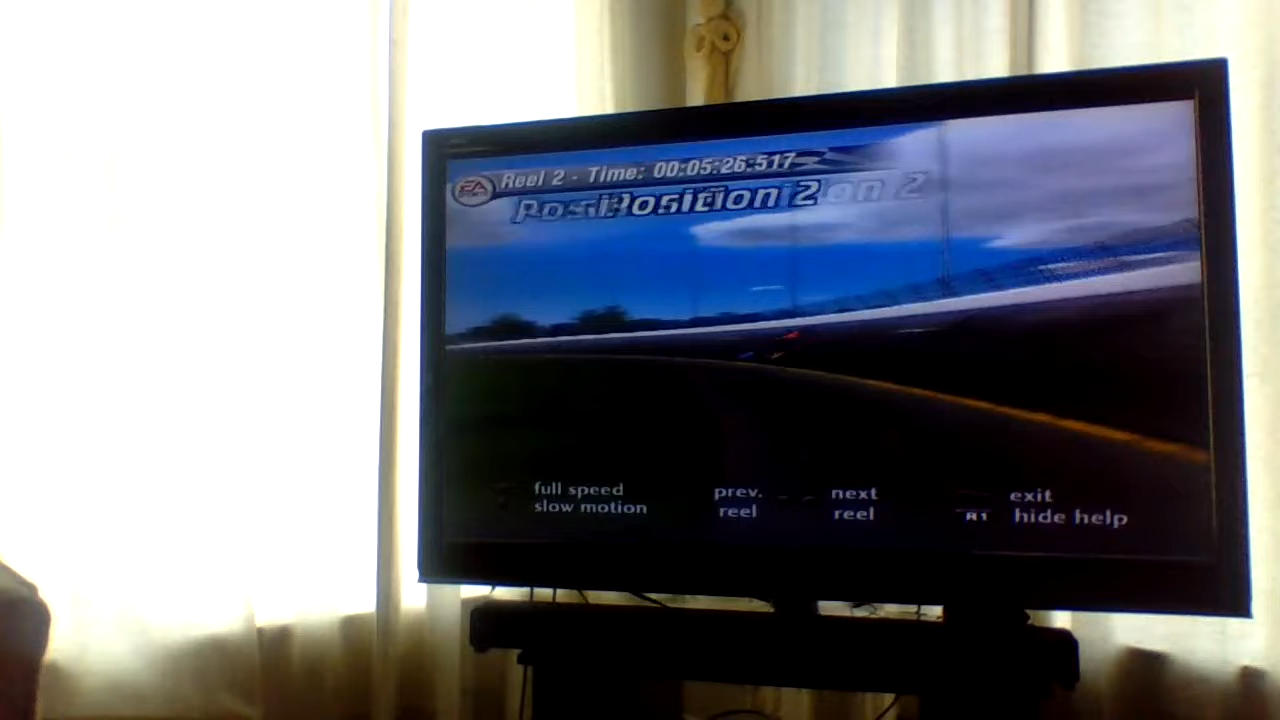 EA
SPORTS
Reel 2 - Time: 00:05:26:517
Position 2
full speed
slow motion
prev.
reel
next
reel
exit
R1 hide help